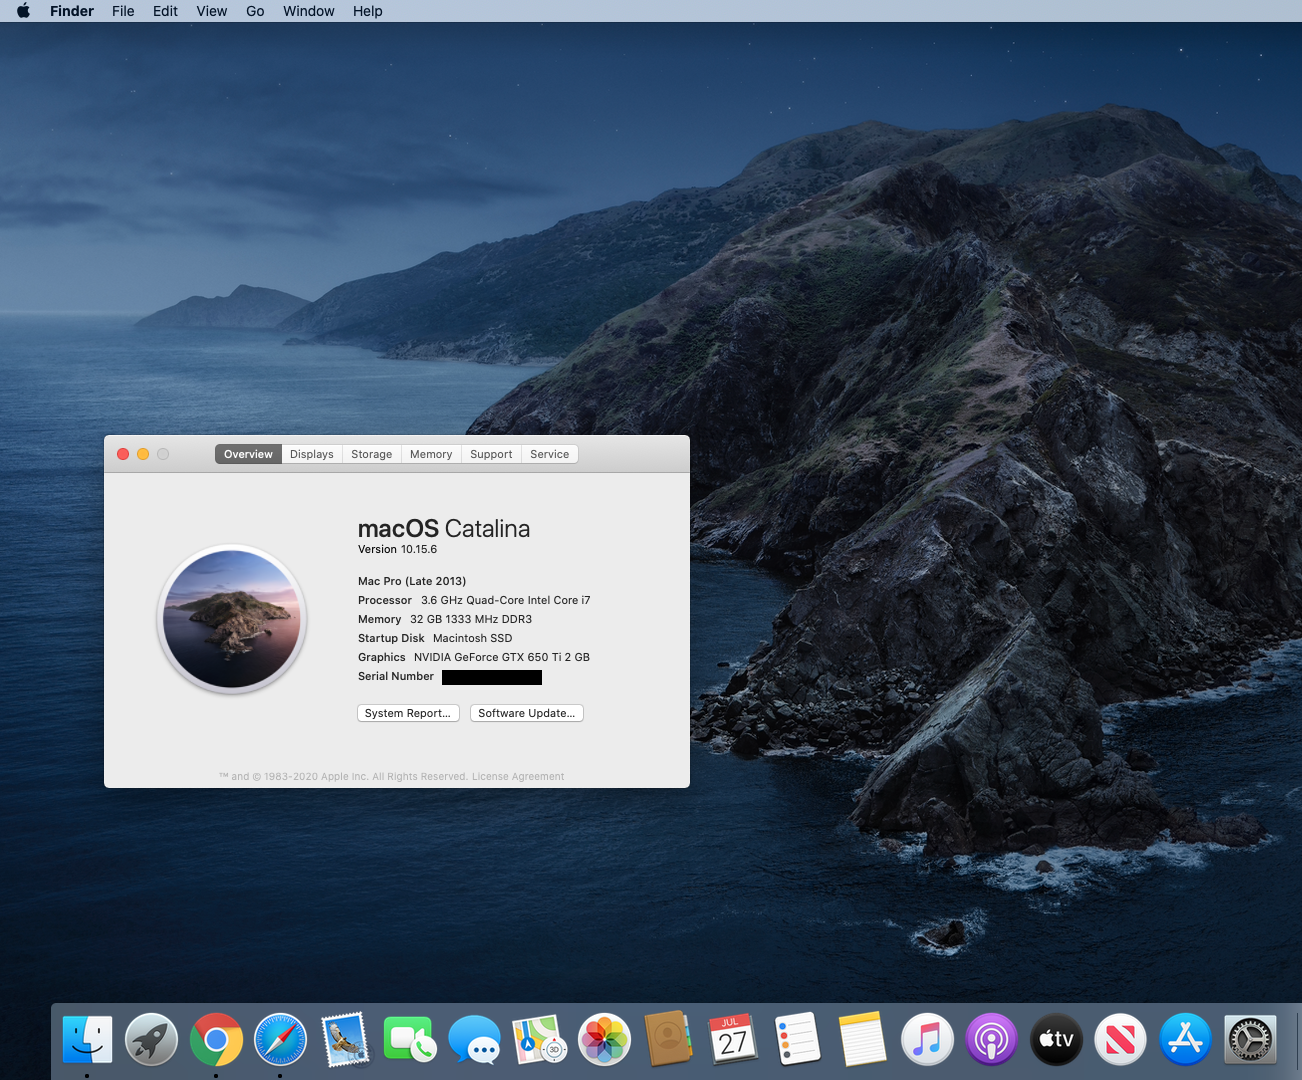 Finder File Edit View Go Window Help
Overview Displays Storage Memory Support Service
macOS Catalina
Version 10.15.6
Mac Pro (Late 2013)
Processor 3.6 GHz Quad-Core Intel Core i7
Memory 32 GB 1333 MHz DDR3
Startup Disk Macintosh SSD
Graphics NVIDIA GeForce GTX 650 Ti 2 GB
Serial Number
System Report... Software Update...
™ and © 1983-2020 Apple Inc. All Rights Reserved. License Agreement
3D
JUL
27
tv